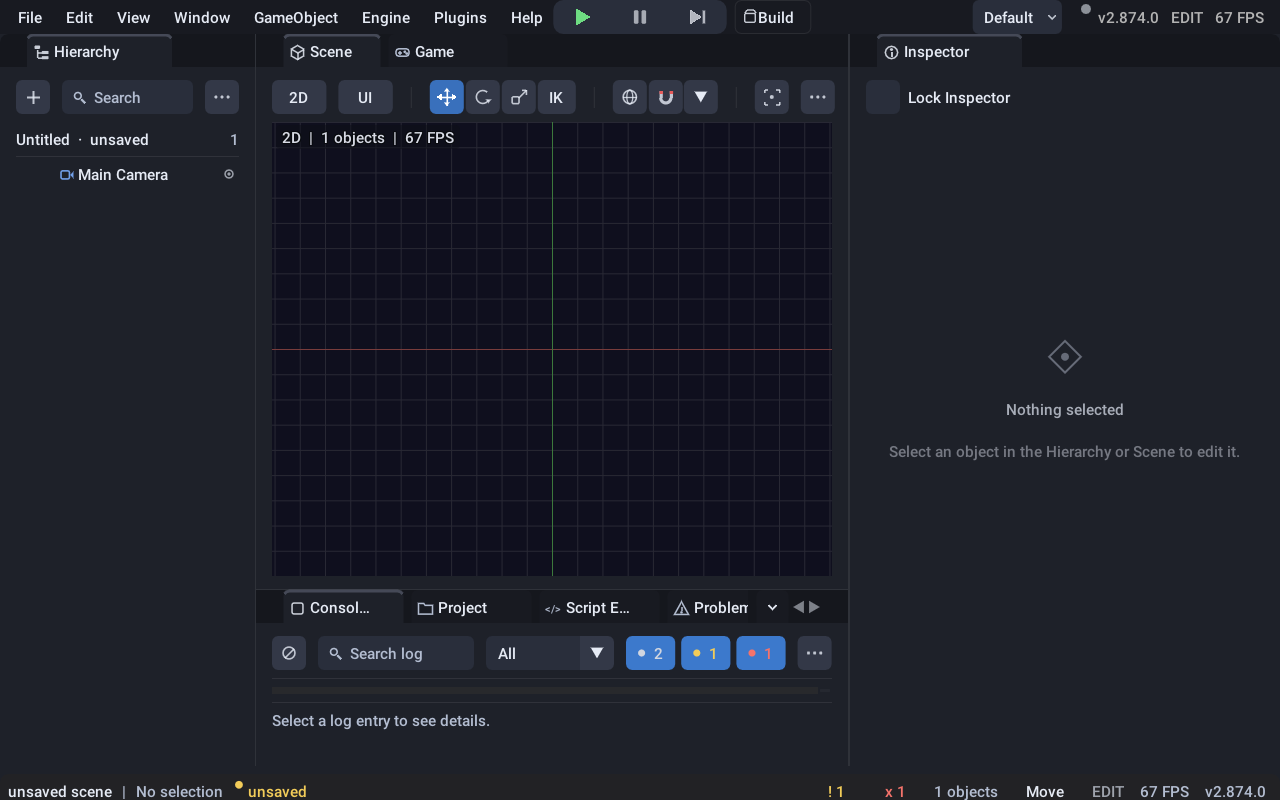 File Edit View Window GameObject Engine Plugins Help Build Default v2.874.0 EDIT 67 FPS
Hierarchy Scene Game Inspector
Search 2D UI IK Lock Inspector
Untitled · unsaved 1
2D | 1 objects | 67 FPS
Main Camera
Nothing selected
Select an object in the Hierarchy or Scene to edit it.
Consol... Project Script E... Problem
Search log All 2 1 1
Select a log entry to see details.
unsaved scene | No selection unsaved ! 1 x 1 1 objects Move EDIT 67 FPS v2.874.0